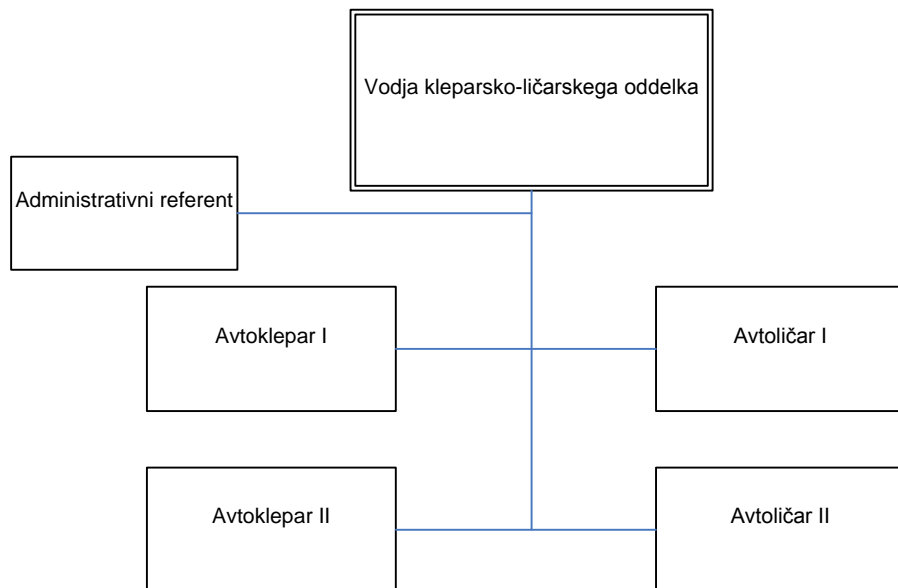 Vodja kleparsko-ličarskega oddelka
Administrativni referent
Avtoklepar I
Avtoličar I
Avtoklepar II
Avtoličar II